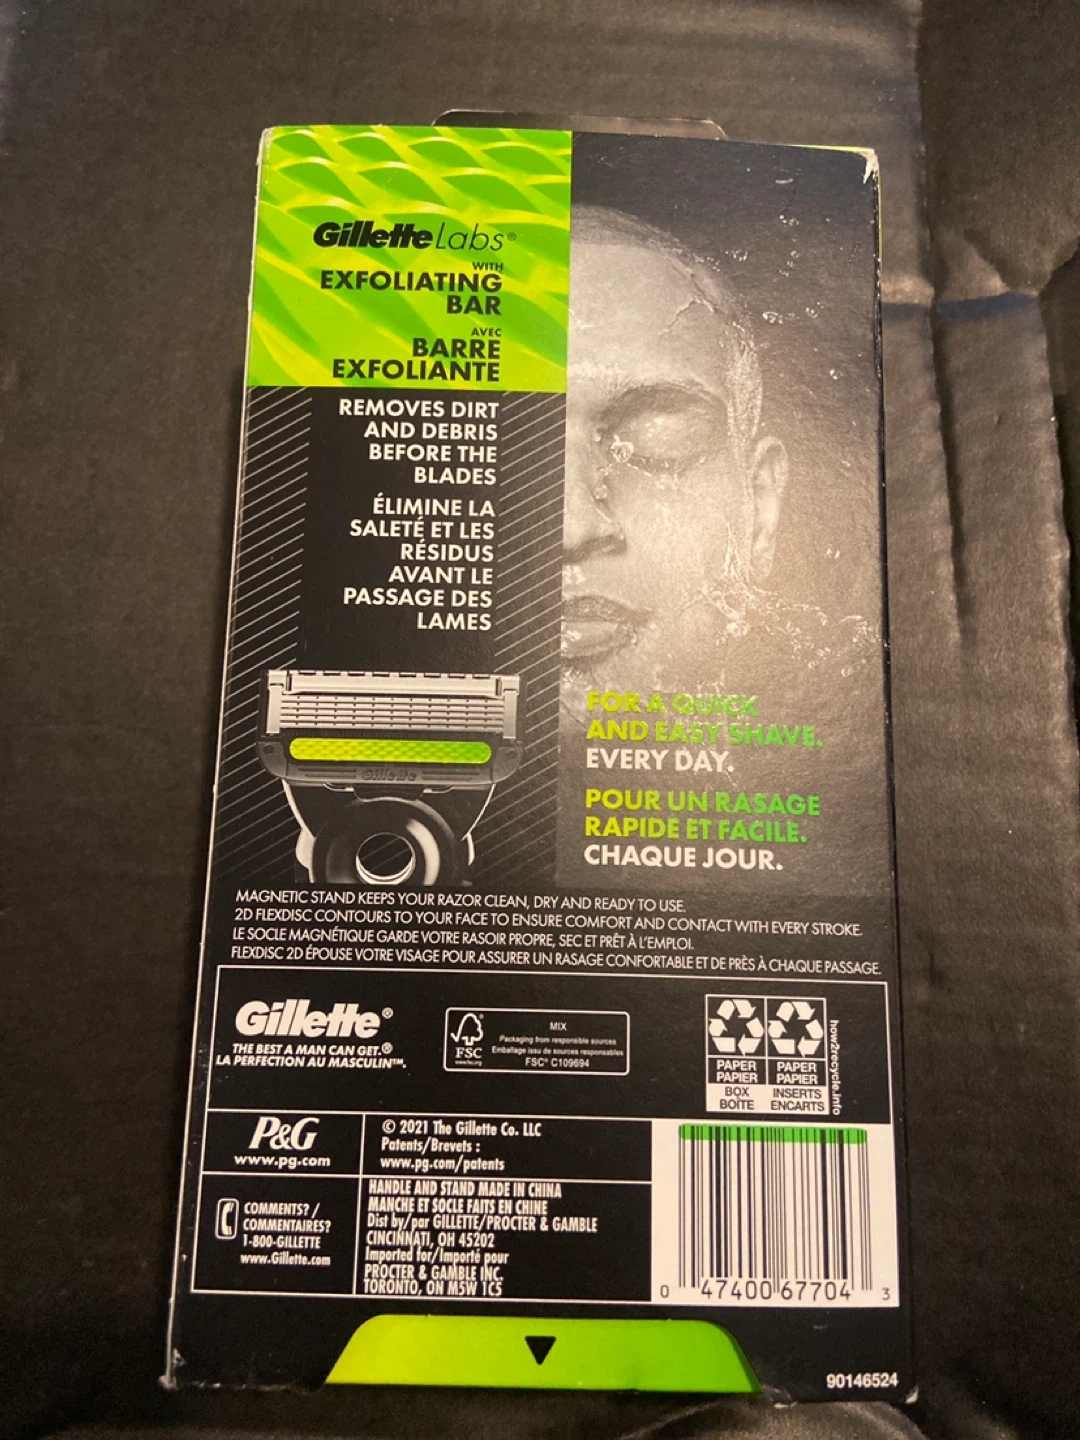 Gillette Labs®
WITH
EXFOLIATING
BAR
AVEC
BARRE
EXFOLIANTE
REMOVES DIRT
AND DEBRIS
BEFORE THE
BLADES
ÉLIMINE LA
SALETÉ ET LES
RÉSIDUS
AVANT LE
PASSAGE DES
LAMES
Gillette
FOR A QUICK
AND EASY SHAVE.
EVERY DAY.
POUR UN RASAGE
RAPIDE ET FACILE.
CHAQUE JOUR.
MAGNETIC STAND KEEPS YOUR RAZOR CLEAN, DRY AND READY TO USE.
2D FLEXDISC CONTOURS TO YOUR FACE TO ENSURE COMFORT AND CONTACT WITH EVERY STROKE.
LE SOCLE MAGNÉTIQUE GARDE VOTRE RASOIR PROPRE, SEC ET PRÊT À L'EMPLOI.
FLEXDISC 2D ÉPOUSE VOTRE VISAGE POUR ASSURER UN RASAGE CONFORTABLE ET DE PRÈS À CHAQUE PASSAGE.
Gillette®
THE BEST A MAN CAN GET.®
LA PERFECTION AU MASCULIN™.
FSC®
www.fsc.org
MIX
Packaging from responsible sources
Emballage issu de sources responsables
FSC® C109694
PAPER
PAPIER
BOX
BOÎTE
PAPER
PAPIER
INSERTS
ENCARTS
how2recycle.info
P&G
www.pg.com
© 2021 The Gillette Co. LLC
Patents/Brevets :
www.pg.com/patents
COMMENTS? /
COMMENTAIRES?
1-800-GILLETTE
www.Gillette.com
HANDLE AND STAND MADE IN CHINA
MANCHE ET SOCLE FAITS EN CHINE
Dist by/par GILLETTE/PROCTER & GAMBLE
CINCINNATI, OH 45202
Imported for/Importé pour
PROCTER & GAMBLE INC.
TORONTO, ON M5W 1C5
0 47400 67704 3
90146524